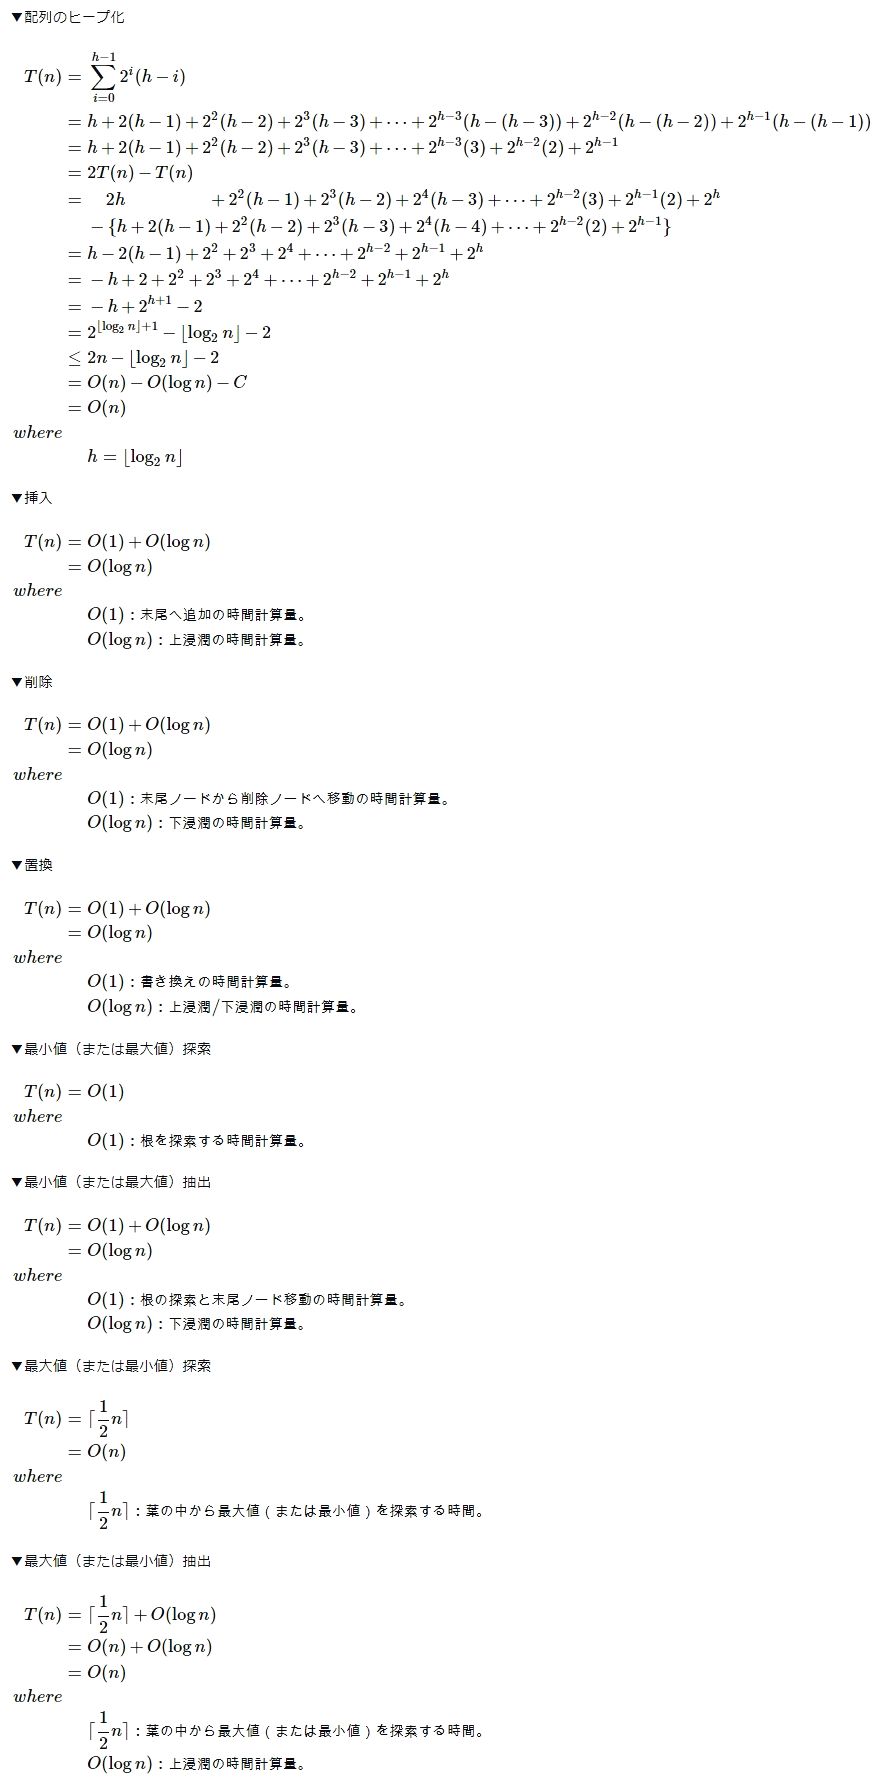 ▼配列のヒープ化
T(n) = \sum_{i=0}^{h-1} 2^i(h-i)
= h + 2(h-1) + 2^2(h-2) + 2^3(h-3) + \cdots + 2^{h-3}(h-(h-3)) + 2^{h-2}(h-(h-2)) + 2^{h-1}(h-(h-1))
= h + 2(h-1) + 2^2(h-2) + 2^3(h-3) + \cdots + 2^{h-3}(3) + 2^{h-2}(2) + 2^{h-1}
= 2T(n) - T(n)
= 2h + 2^2(h-1) + 2^3(h-2) + 2^4(h-3) + \cdots + 2^{h-2}(3) + 2^{h-1}(2) + 2^h
- \{h + 2(h-1) + 2^2(h-2) + 2^3(h-3) + 2^4(h-4) + \cdots + 2^{h-2}(2) + 2^{h-1}\}
= h - 2(h-1) + 2^2 + 2^3 + 2^4 + \cdots + 2^{h-2} + 2^{h-1} + 2^h
= -h + 2 + 2^2 + 2^3 + 2^4 + \cdots + 2^{h-2} + 2^{h-1} + 2^h
= -h + 2^{h+1} - 2
= 2^{⌊log_2 n⌋+1} - ⌊log_2 n⌋ - 2
≤ 2n - ⌊log_2 n⌋ - 2
= O(n) - O(log n) - C
= O(n)
where
h = ⌊log_2 n⌋
▼挿入
T(n) = O(1) + O(log n)
= O(log n)
where
O(1) : 末尾へ追加の時間計算量。
O(log n) : 上浸潤の時間計算量。
▼削除
T(n) = O(1) + O(log n)
= O(log n)
where
O(1) : 末尾ノードから削除ノードへ移動の時間計算量。
O(log n) : 下浸潤の時間計算量。
▼置換
T(n) = O(1) + O(log n)
= O(log n)
where
O(1) : 書き換えの時間計算量。
O(log n) : 上浸潤/下浸潤の時間計算量。
▼最小値（または最大値）探索
T(n) = O(1)
where
O(1) : 根を探索する時間計算量。
▼最小値（または最大値）抽出
T(n) = O(1) + O(log n)
= O(log n)
where
O(1) : 根の探索と末尾ノード移動の時間計算量。
O(log n) : 下浸潤の時間計算量。
▼最大値（または最小値）探索
T(n) = ⌈\frac{1}{2}n⌉
= O(n)
where
⌈\frac{1}{2}n⌉ : 葉の中から最大値 ( または最小値 ) を探索する時間。
▼最大値（または最小値）抽出
T(n) = ⌈\frac{1}{2}n⌉ + O(log n)
= O(n) + O(log n)
= O(n)
where
⌈\frac{1}{2}n⌉ : 葉の中から最大値 ( または最小値 ) を探索する時間。
O(log n) : 上浸潤の時間計算量。